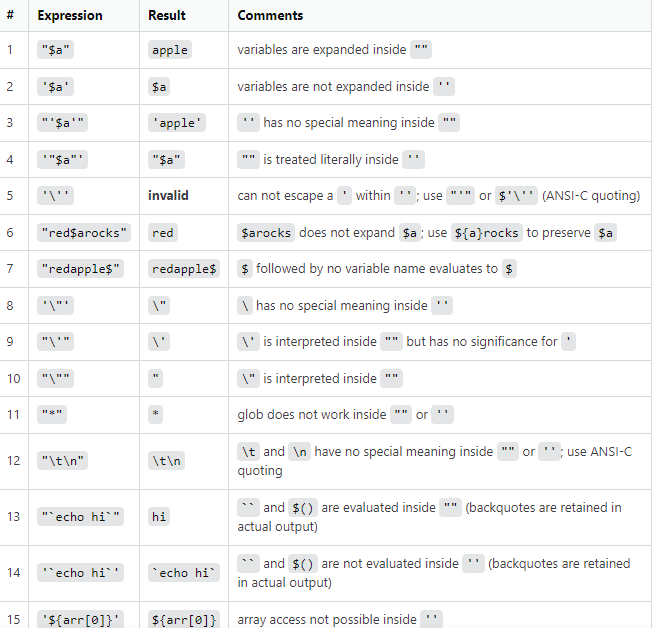 # Expression Result Comments
1 "$a" apple variables are expanded inside ""
2 '$a' $a variables are not expanded inside ''
3 "'$a'" 'apple' '' has no special meaning inside ""
4 '"$a"' "$a" "" is treated literally inside ''
5 '\'' invalid can not escape a ' within ''; use "'" or $'\'' (ANSI-C quoting)
6 "red$arocks" red $arocks does not expand $a; use ${a}rocks to preserve $a
7 "redapple$" redapple$ $ followed by no variable name evaluates to $
8 '\"' \" \ has no special meaning inside ''
9 "\'" \' \' is interpreted inside "" but has no significance for '
10 "\"" " \" is interpreted inside ""
11 "*" * glob does not work inside "" or ''
12 "\t\n" \t\n \t and \n have no special meaning inside "" or ''; use ANSI-C
quoting
13 "`echo hi`" hi `` and $() are evaluated inside "" (backquotes are retained in
actual output)
14 '`echo hi`' `echo hi` `` and $() are not evaluated inside '' (backquotes are retained
in actual output)
15 '${arr[0]}' ${arr[0]} array access not possible inside ''